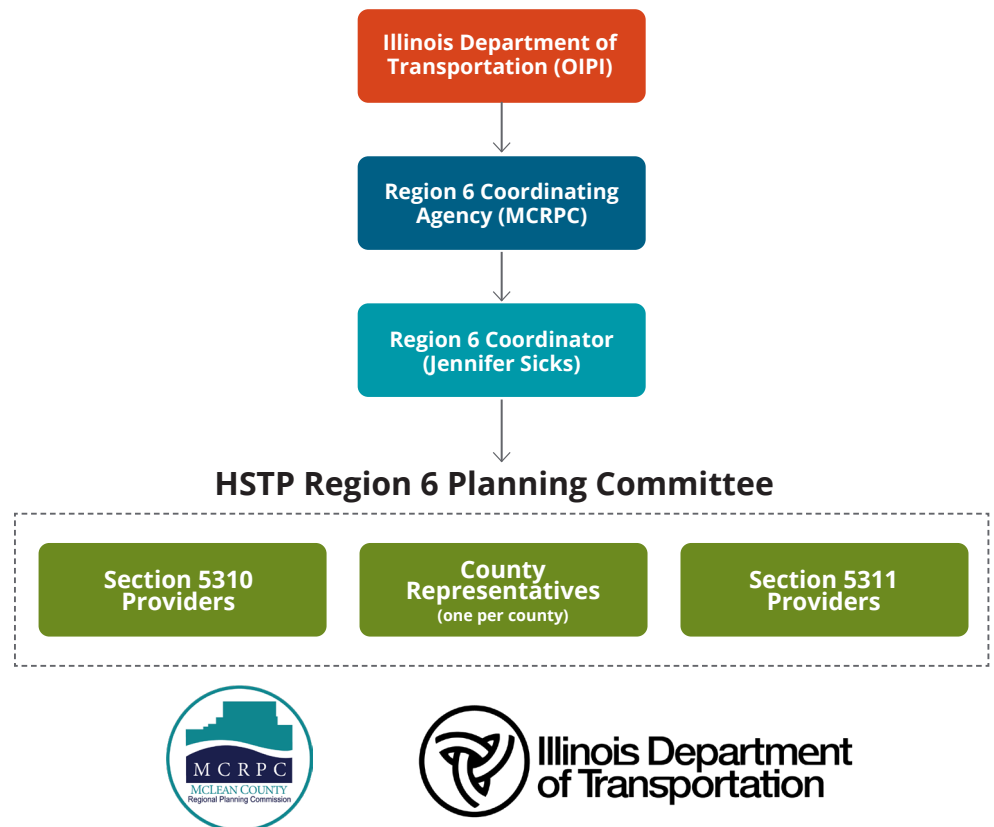 Illinois Department of
Transportation (OIPI)
Region 6 Coordinating
Agency (MCRPC)
Region 6 Coordinator
(Jennifer Sicks)
HSTP Region 6 Planning Committee
Section 5310
Providers
County
Representatives
(one per county)
Section 5311
Providers
MCRPC
MCLEAN COUNTY
Regional Planning Commission
Illinois Department
of Transportation